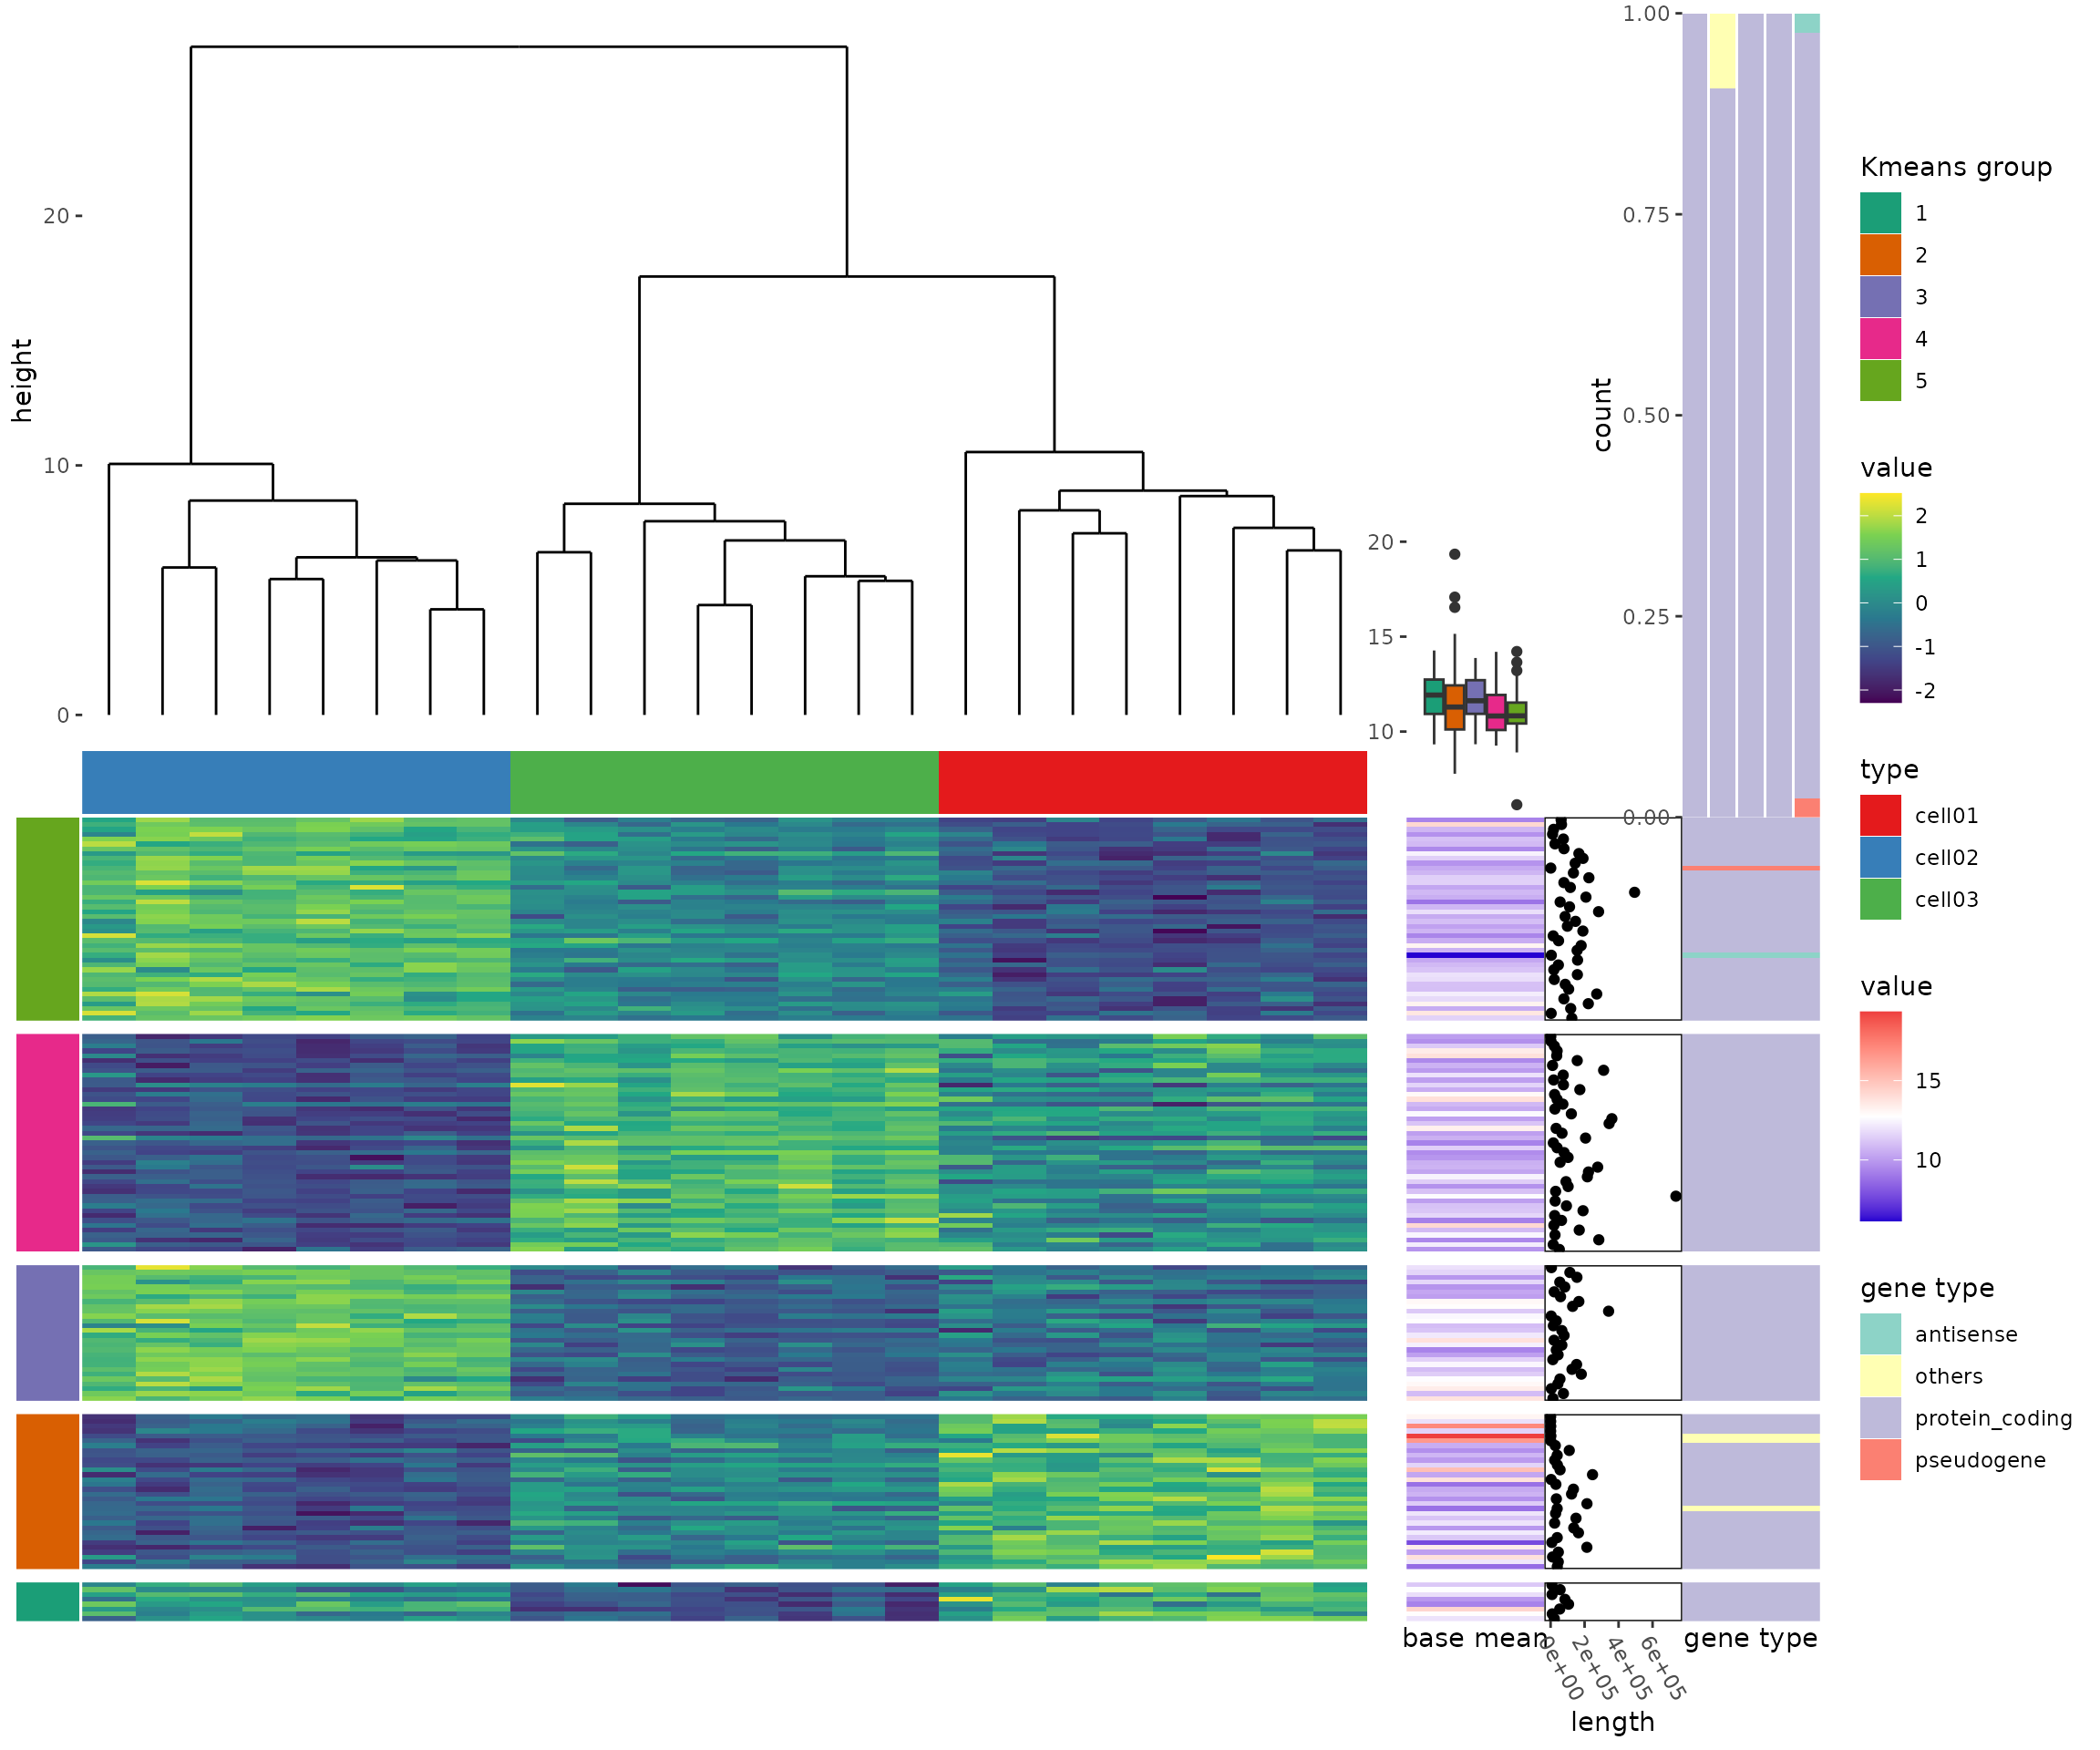 height
20
10
0
20
15
10
count
1.00
0.75
0.50
0.25
0.00
Kmeans group
1
2
3
4
5
value
2
1
0
-1
-2
type
cell01
cell02
cell03
value
15
10
gene type
antisense
others
protein_coding
pseudogene
base mean
0e+00
2e+05
4e+05
6e+05
length
gene type